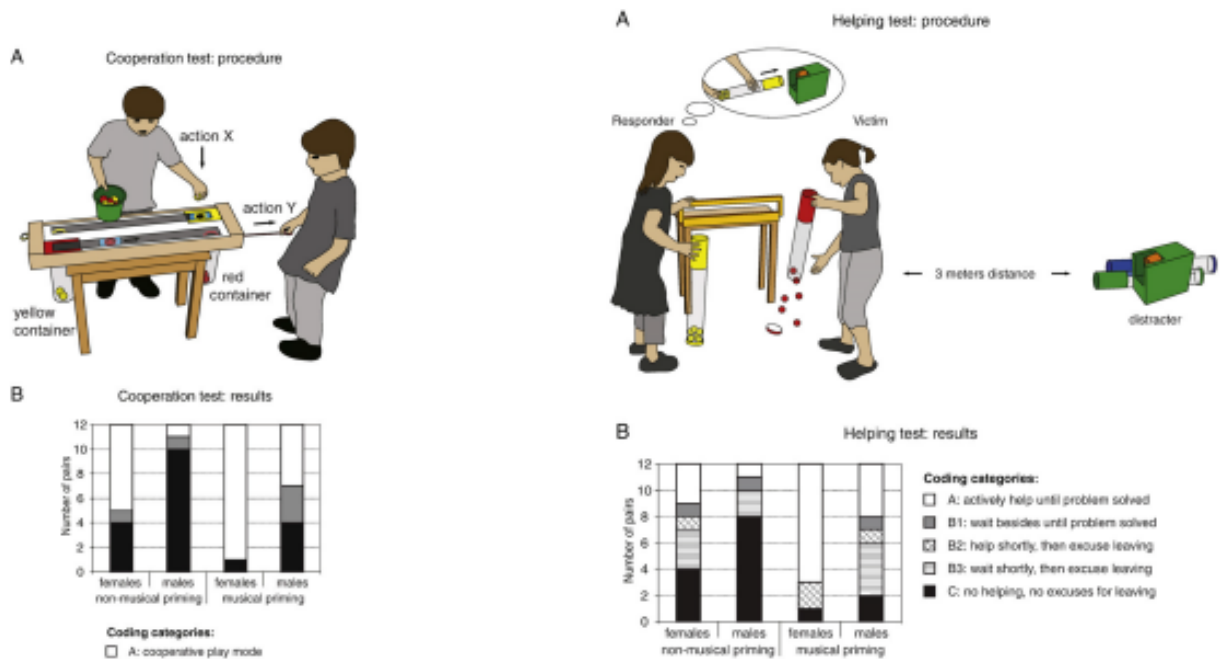 A Cooperation test: procedure
action X
action Y
red
container
yellow
container
B Cooperation test: results
Number of pairs
12
10
8
6
4
2
0
females males females males
non-musical priming musical priming
Coding categories:
A: cooperative play mode
A Helping test: procedure
Responder Victim
3 meters distance
distracter
B Helping test: results
Number of pairs
12
10
8
6
4
2
0
females males females males
non-musical priming musical priming
Coding categories:
A: actively help until problem solved
B1: wait besides until problem solved
B2: help shortly, then excuse leaving
B3: wait shortly, then excuse leaving
C: no helping, no excuses for leaving